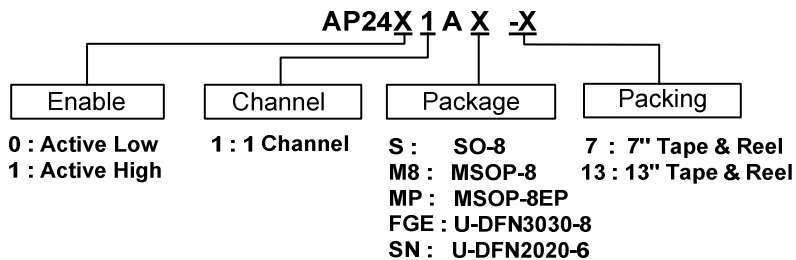 AP24X 1 A X -X
Enable Channel Package Packing
0 : Active Low
1 : Active High
1 : 1 Channel
S : SO-8
M8 : MSOP-8
MP : MSOP-8EP
FGE : U-DFN3030-8
SN : U-DFN2020-6
7 : 7" Tape & Reel
13 : 13" Tape & Reel